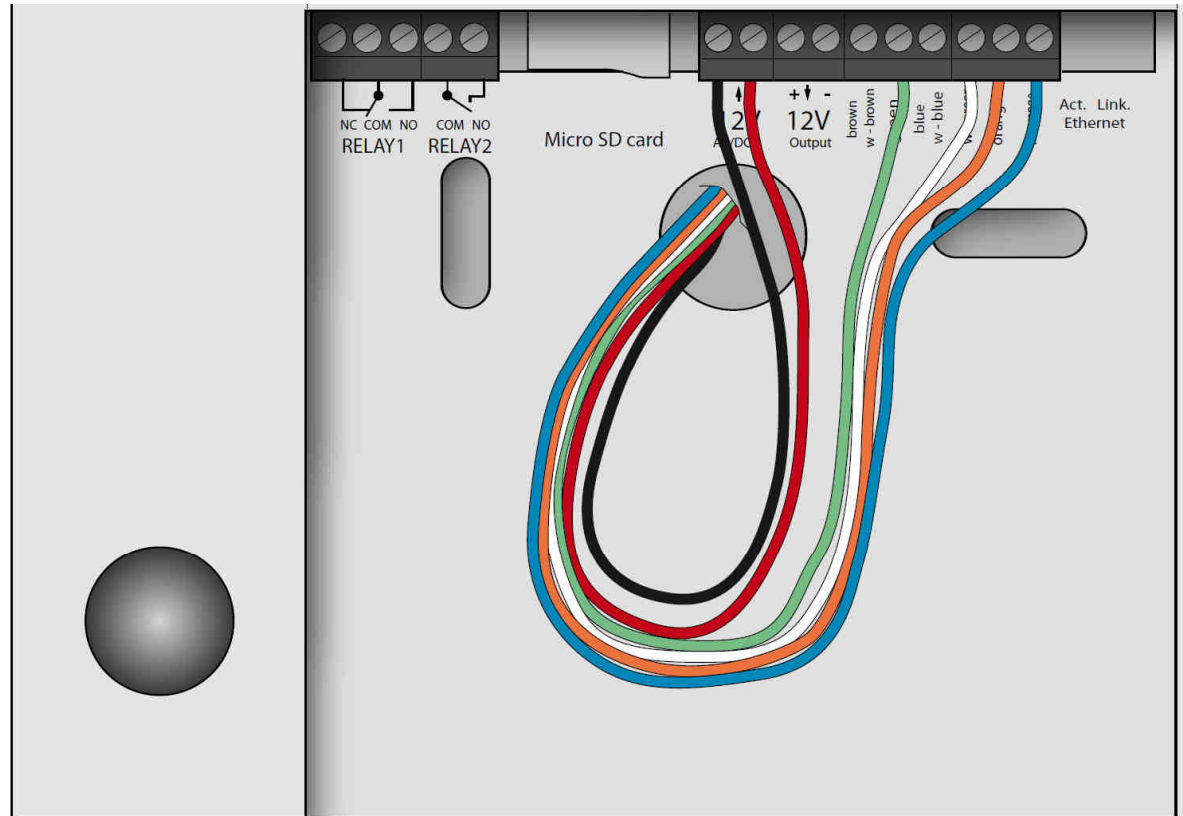 NC COM NO
RELAY1
COM NO
RELAY2
Micro SD card
+ -
12V
Output
brown
w - brown
blue
w - blue
Act. Link.
Ethernet